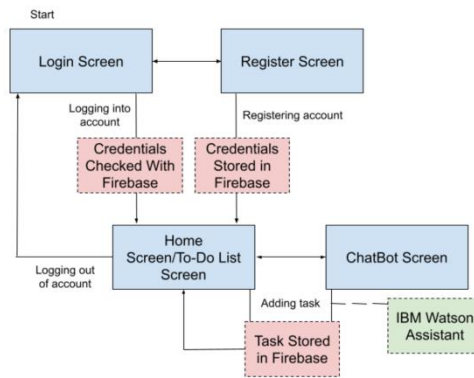 Start
Login Screen
Register Screen
Logging into
account
Registering account
Credentials
Checked With
Firebase
Credentials
Stored in
Firebase
Home
Screen/To-Do List
Screen
ChatBot Screen
Logging out
of account
Adding task
Task Stored
in Firebase
IBM Watson
Assistant